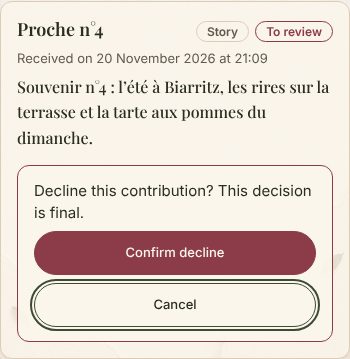 Proche n°4
Story
To review
Received on 20 November 2026 at 21:09
Souvenir n°4 : l’été à Biarritz, les rires sur la
terrasse et la tarte aux pommes du
dimanche.
Decline this contribution? This decision
is final.
Confirm decline
Cancel